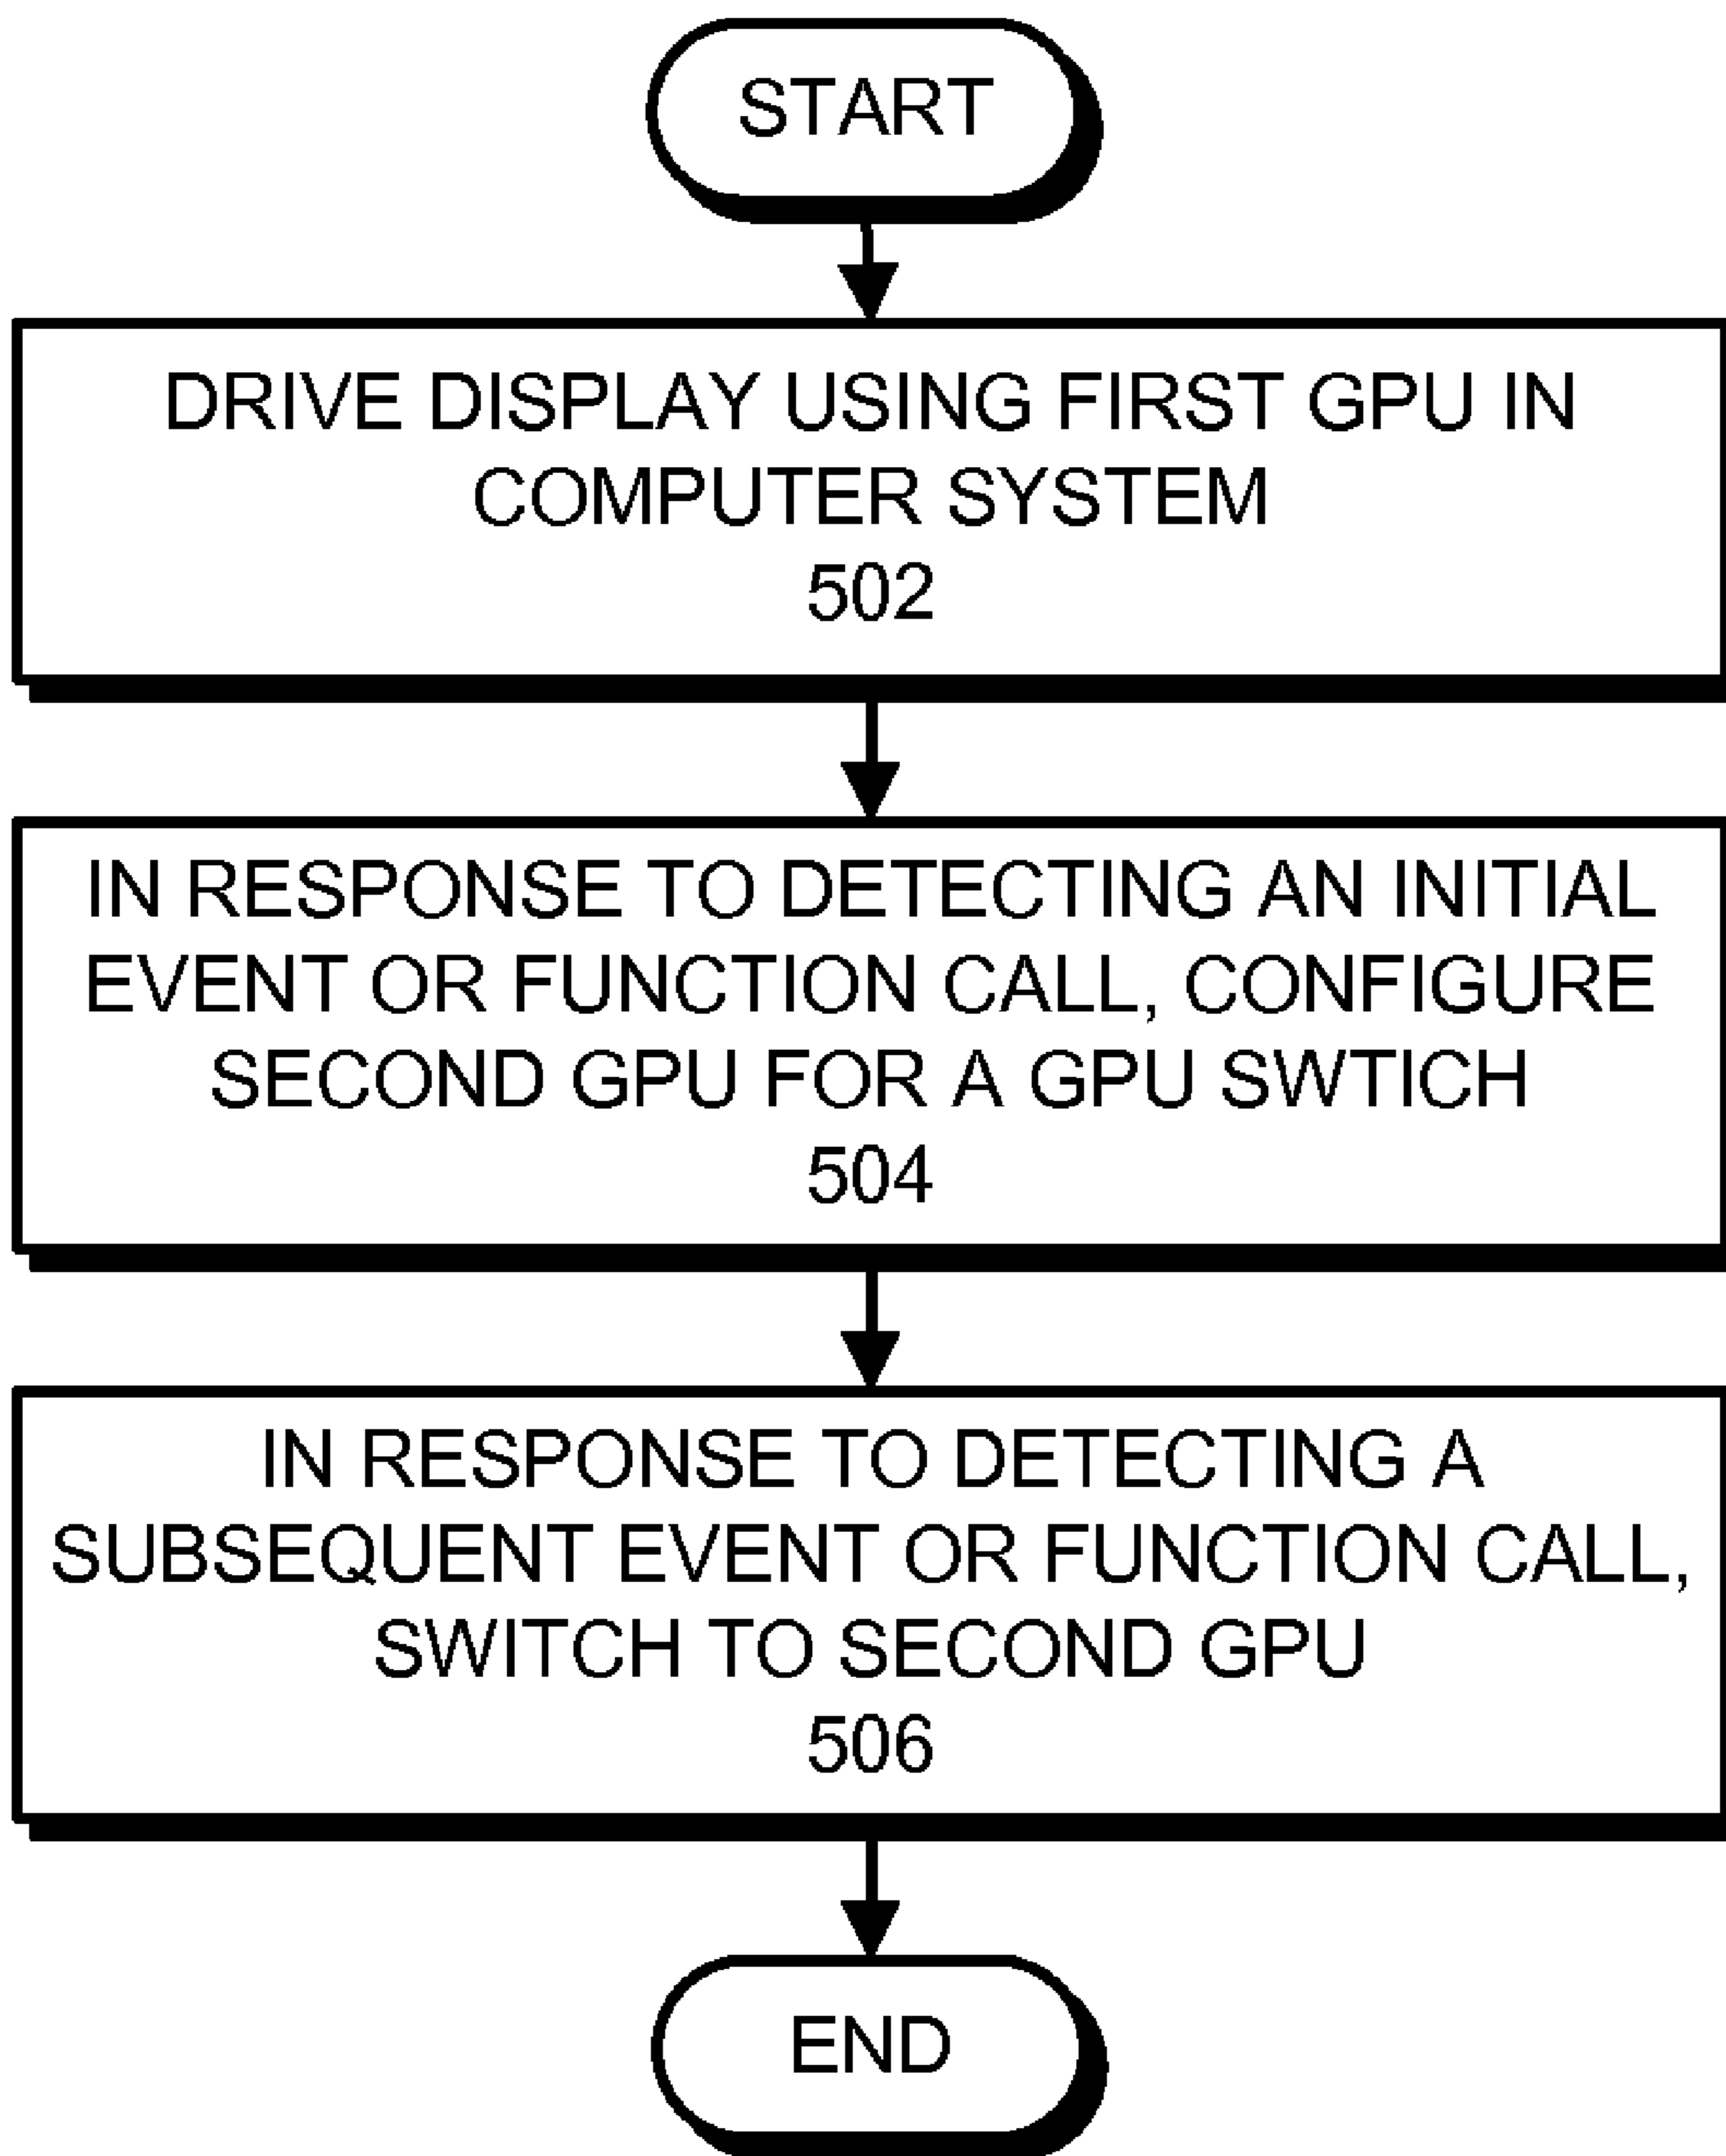 START
DRIVE DISPLAY USING FIRST GPU IN
COMPUTER SYSTEM
502
IN RESPONSE TO DETECTING AN INITIAL
EVENT OR FUNCTION CALL, CONFIGURE
SECOND GPU FOR A GPU SWTICH
504
IN RESPONSE TO DETECTING A
SUBSEQUENT EVENT OR FUNCTION CALL,
SWITCH TO SECOND GPU
506
END